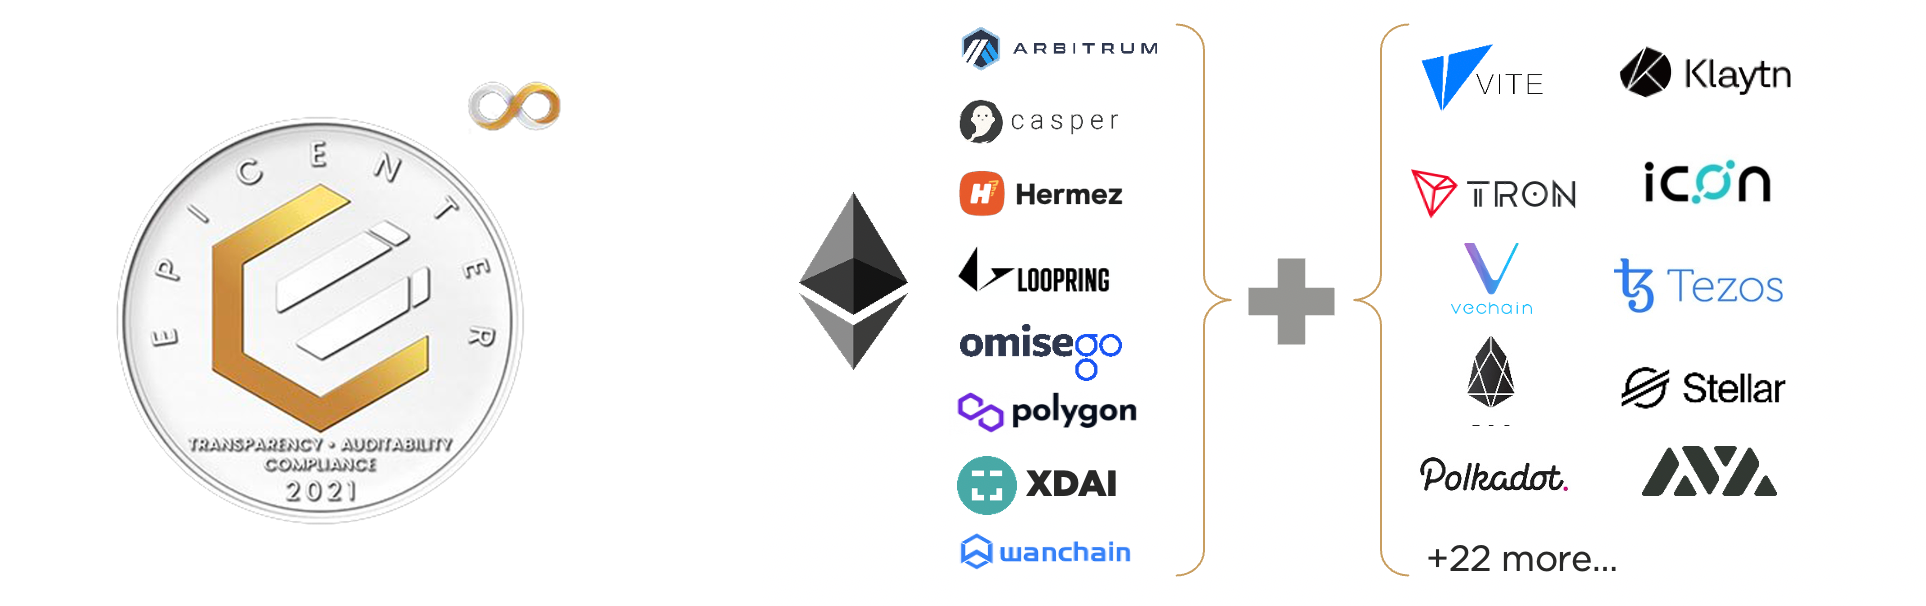 EPICENTER
TRANSPARENCY • AUDITABILITY
COMPLIANCE
2021
ARBITRUM
casper
H Hermez
LOOPRING
omisego
polygon
XDAI
wanchain
VITE
Klaytn
TRON
icon
vechain
Tezos
Stellar
Polkadot.
+22 more...